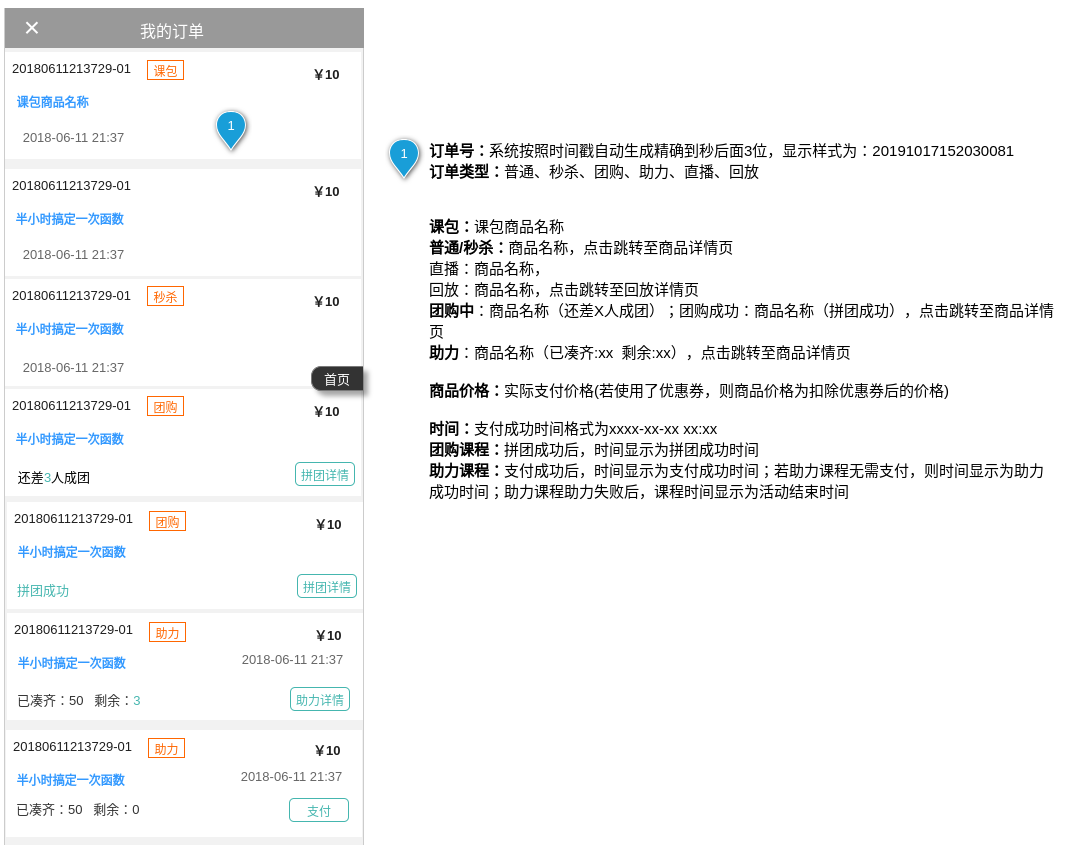 ✕ 我的订单
20180611213729-01 课包 ￥10
课包商品名称
1
2018-06-11 21:37
20180611213729-01 ￥10
半小时搞定一次函数
2018-06-11 21:37
20180611213729-01 秒杀 ￥10
半小时搞定一次函数
2018-06-11 21:37
首页
20180611213729-01 团购 ￥10
半小时搞定一次函数
还差3人成团 拼团详情
20180611213729-01 团购 ￥10
半小时搞定一次函数
拼团成功 拼团详情
20180611213729-01 助力 ￥10
半小时搞定一次函数 2018-06-11 21:37
已凑齐：50 剩余：3 助力详情
20180611213729-01 助力 ￥10
半小时搞定一次函数 2018-06-11 21:37
已凑齐：50 剩余：0 支付
1
订单号：系统按照时间戳自动生成精确到秒后面3位，显示样式为：20191017152030081
订单类型：普通、秒杀、团购、助力、直播、回放
课包：课包商品名称
普通/秒杀：商品名称，点击跳转至商品详情页
直播：商品名称，
回放：商品名称，点击跳转至回放详情页
团购中：商品名称（还差X人成团）；团购成功：商品名称（拼团成功），点击跳转至商品详情
页
助力：商品名称（已凑齐:xx 剩余:xx），点击跳转至商品详情页
商品价格：实际支付价格(若使用了优惠券，则商品价格为扣除优惠券后的价格)
时间：支付成功时间格式为xxxx-xx-xx xx:xx
团购课程：拼团成功后，时间显示为拼团成功时间
助力课程：支付成功后，时间显示为支付成功时间；若助力课程无需支付，则时间显示为助力
成功时间；助力课程助力失败后，课程时间显示为活动结束时间